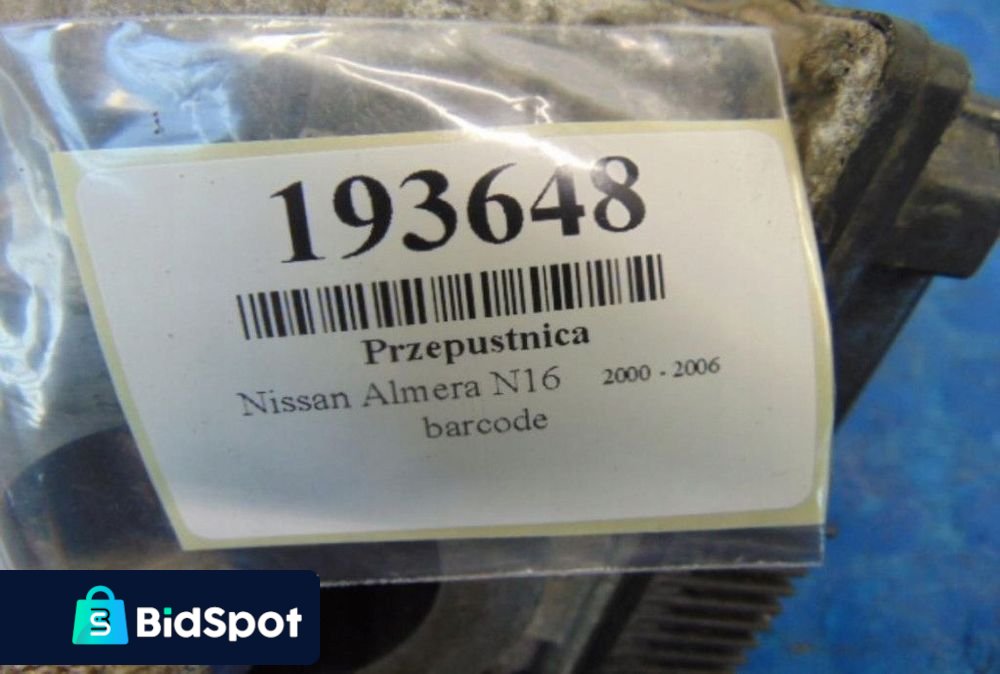 193648
Przepustnica
Nissan Almera N16 2000 - 2006
barcode
BidSpot